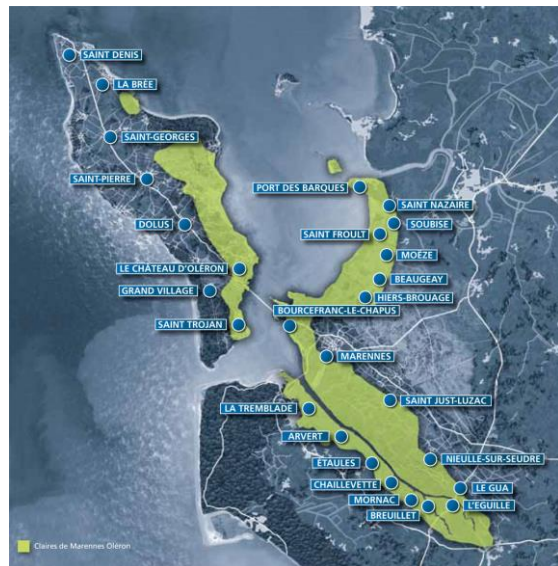 SAINT DENIS
LA BRÉE
SAINT-GEORGES
SAINT-PIERRE
PORT DES BARQUES
SAINT NAZAIRE
DOLUS
SOUBISE
SAINT FROULT
MOËZE
LE CHÂTEAU D'OLÉRON
BEAUGEAY
GRAND VILLAGE
HIERS-BROUAGE
BOURCEFRANC-LE-CHAPUS
SAINT TROJAN
MARENNES
SAINT JUST-LUZAC
LA TREMBLADE
ARVERT
NIEULLE-SUR-SEUDRE
ETAULES
CHAILLEVETTE
LE GUA
MORNAC
L'EGUILLE
BREUILLET
Claires de Marennes Oléron